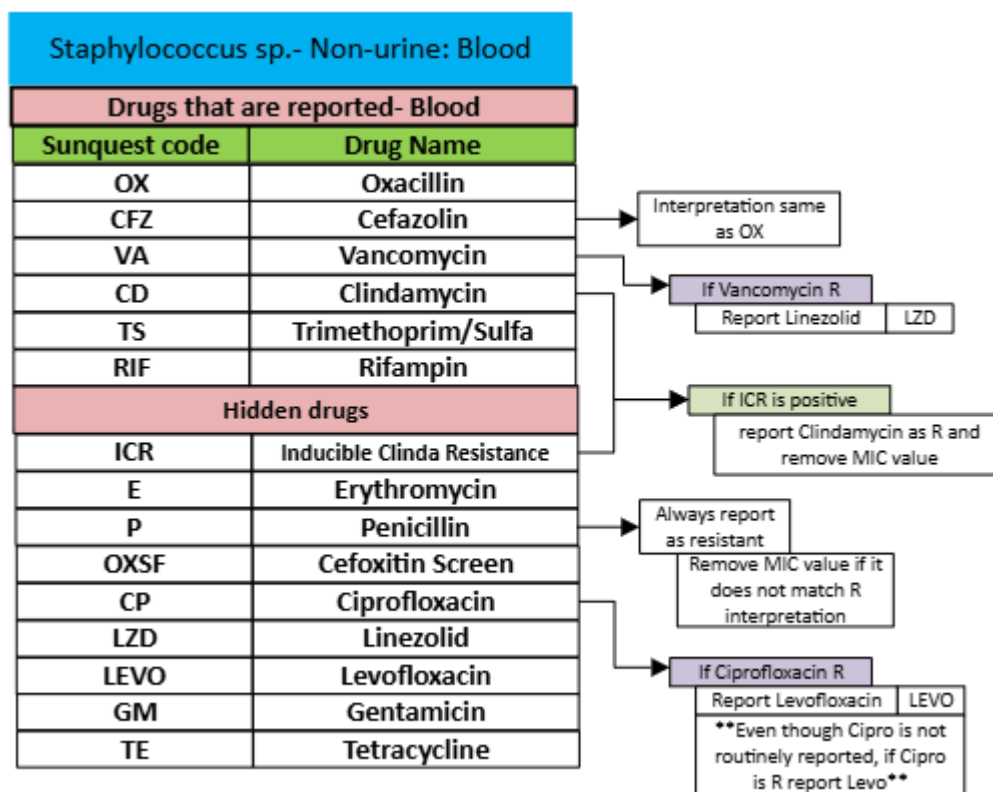 Staphylococcus sp.- Non-urine: Blood
Drugs that are reported- Blood
Sunquest code Drug Name
OX Oxacillin
CFZ Cefazolin
VA Vancomycin
CD Clindamycin
TS Trimethoprim/Sulfa
RIF Rifampin
Hidden drugs
ICR Inducible Clinda Resistance
E Erythromycin
P Penicillin
OXSF Cefoxitin Screen
CP Ciprofloxacin
LZD Linezolid
LEVO Levofloxacin
GM Gentamicin
TE Tetracycline
Interpretation same
as OX
If Vancomycin R
Report Linezolid LZD
If ICR is positive
report Clindamycin as R and
remove MIC value
Always report
as resistant
Remove MIC value if it
does not match R
interpretation
If Ciprofloxacin R
Report Levofloxacin LEVO
**Even though Cipro is not
routinely reported, if Cipro
is R report Levo**